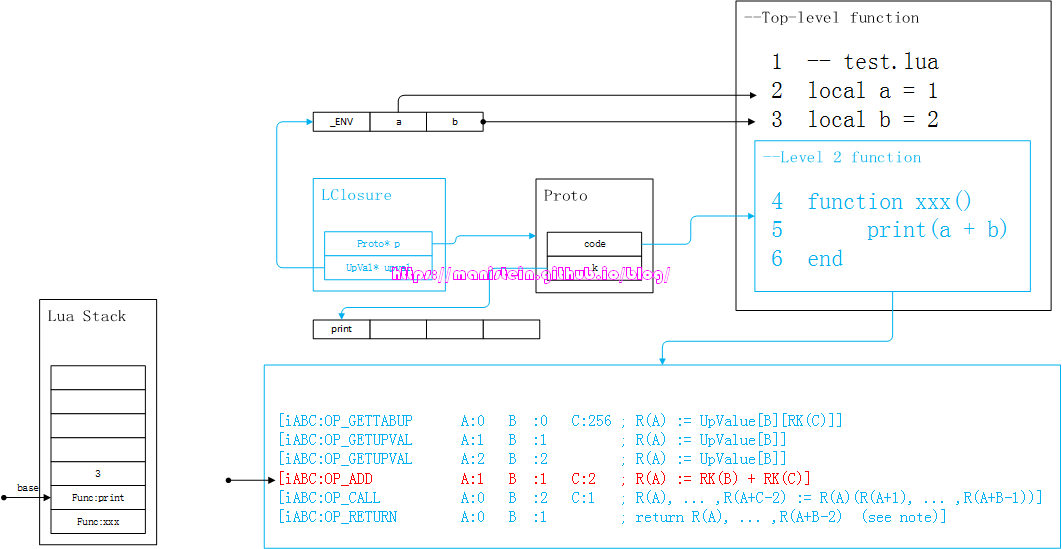 --Top-level function
1 -- test.lua
2 local a = 1
3 local b = 2
--Level 2 function
4 function xxx()
5 print(a + b)
6 end
_ENV a b
LClosure
Proto* p
UpVal* upval
Proto
code
k
https://manistein.github.io/blog/
print
Lua Stack
3
Func:print
Func:xxx
base
[iABC:OP_GETTABUP A:0 B :0 C:256 ; R(A) := UpValue[B][RK(C)]]
[iABC:OP_GETUPVAL A:1 B :1 ; R(A) := UpValue[B]]
[iABC:OP_GETUPVAL A:2 B :2 ; R(A) := UpValue[B]]
[iABC:OP_ADD A:1 B :1 C:2 ; R(A) := RK(B) + RK(C)]
[iABC:OP_CALL A:0 B :2 C:1 ; R(A), ... ,R(A+C-2) := R(A)(R(A+1), ... ,R(A+B-1))]
[iABC:OP_RETURN A:0 B :1 ; return R(A), ... ,R(A+B-2) (see note)]